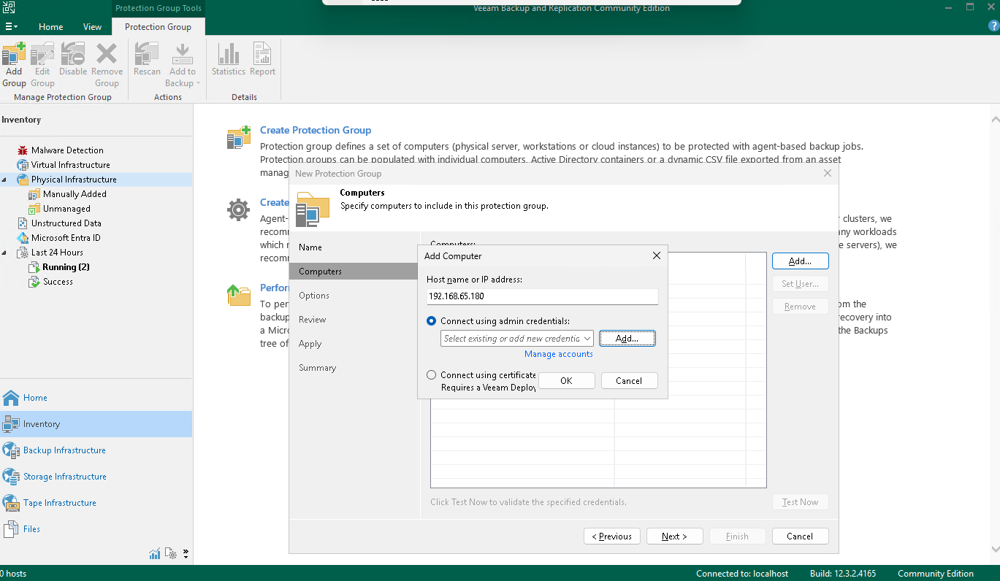 Protection Group Tools
Veeam Backup and Replication Community Edition
Home
View
Protection Group
?
Add Group
Edit Group
Disable
Remove Group
Rescan
Add to Backup
Statistics
Report
Manage Protection Group
Actions
Details
Inventory
Malware Detection
Virtual Infrastructure
Physical Infrastructure
Manually Added
Unmanaged
Unstructured Data
Microsoft Entra ID
Last 24 Hours
Running (2)
Success
Home
Inventory
Backup Infrastructure
Storage Infrastructure
Tape Infrastructure
Files
Create Protection Group
Protection group defines a set of computers (physical server, workstations or cloud instances) to be protected with agent-based backup jobs.
Protection groups can be populated with individual computers, Active Directory containers or a dynamic CSV file exported from an asset
manag
Create
Agent-
r clusters, we
recomm
ny workloads
which r
e servers), we
recomm
Perfor
To per
om the
backup
recovery into
a Micro
the Backups
tree of
New Protection Group
Computers
Specify computers to include in this protection group.
Name
Computers
Options
Review
Apply
Summary
Computers:
Add...
Set User...
Remove
Add Computer
Host name or IP address:
192.168.65.180
Connect using admin credentials:
Select existing or add new credentia
Add...
Manage accounts
Connect using certificate
Requires a Veeam Deploy
OK
Cancel
Click Test Now to validate the specified credentials.
Test Now
< Previous
Next >
Finish
Cancel
0 hosts
Connected to: localhost
Build: 12.3.2.4165
Community Edition